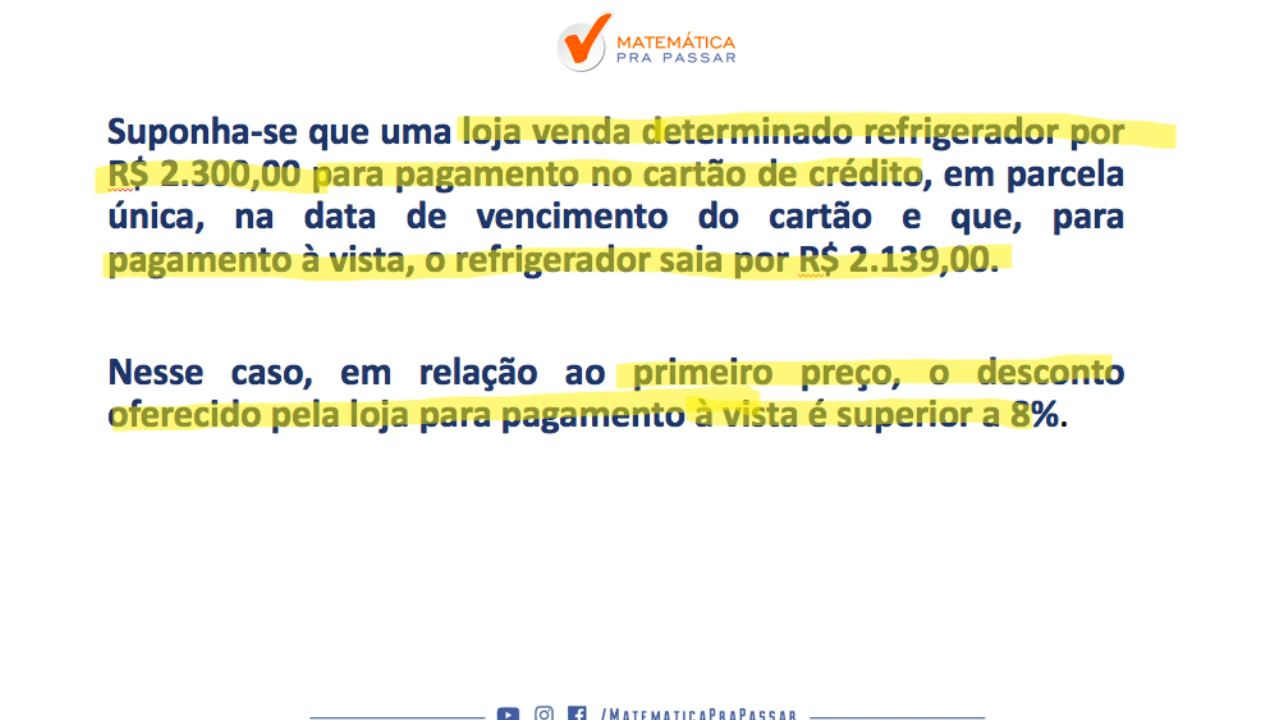 MATEMÁTICA
PRA PASSAR
Suponha-se que uma loja venda determinado refrigerador por
R$ 2.300,00 para pagamento no cartão de crédito, em parcela
única, na data de vencimento do cartão e que, para
pagamento à vista, o refrigerador saia por R$ 2.139,00.
Nesse caso, em relação ao primeiro preço, o desconto
oferecido pela loja para pagamento à vista é superior a 8%.
/MATEMATICAPRAPASSAR